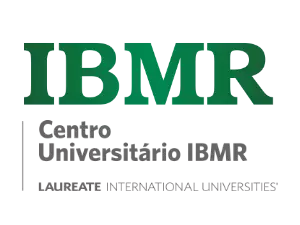 IBMR
Centro
Universitário IBMR
LAUREATE INTERNATIONAL UNIVERSITIES'